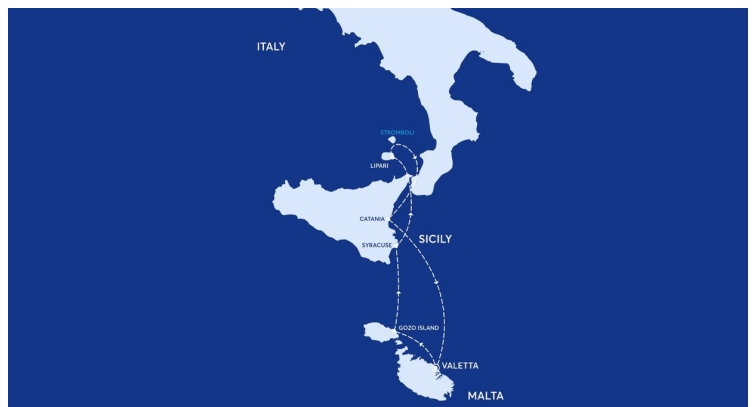 ITALY
STROMBOLI
LIPARI
CATANIA
SICILY
SYRACUSE
GOZO ISLAND
VALETTA
MALTA